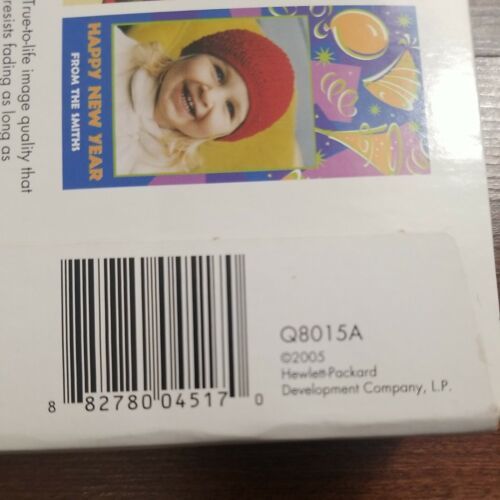 True-to-life image quality that
resists fading as long as
HAPPY NEW YEAR
FROM THE SMITHS
Q8015A
©2005
Hewlett-Packard
Development Company, L.P.
8 82780 04517 0